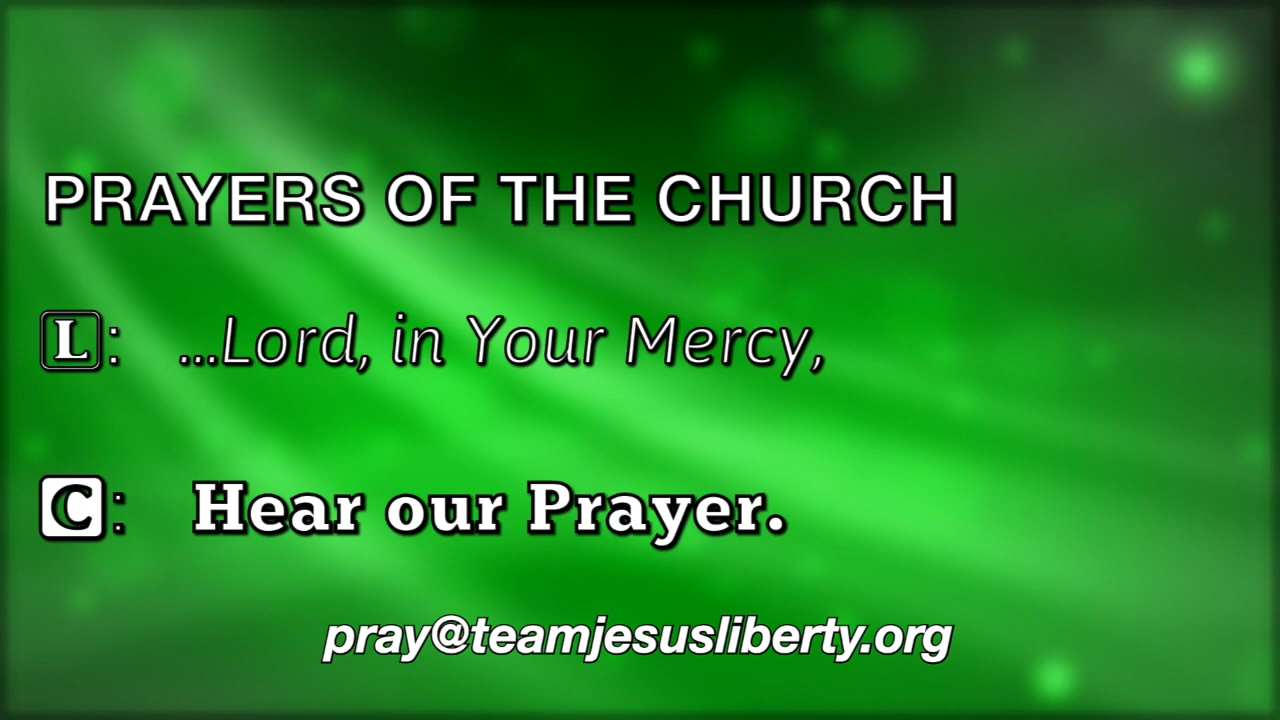 PRAYERS OF THE CHURCH
L: ...Lord, in Your Mercy,
C: Hear our Prayer.
pray@teamjesusliberty.org